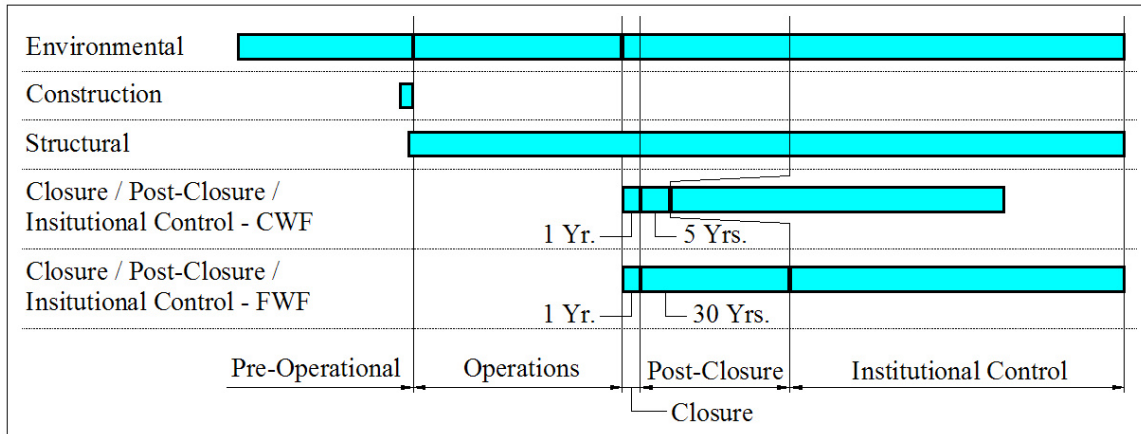 Environmental
Construction
Structural
Closure / Post-Closure /
Insitutional Control - CWF
1 Yr.
5 Yrs.
Closure / Post-Closure /
Insitutional Control - FWF
1 Yr.
30 Yrs.
Pre-Operational
Operations
Post-Closure
Institutional Control
Closure